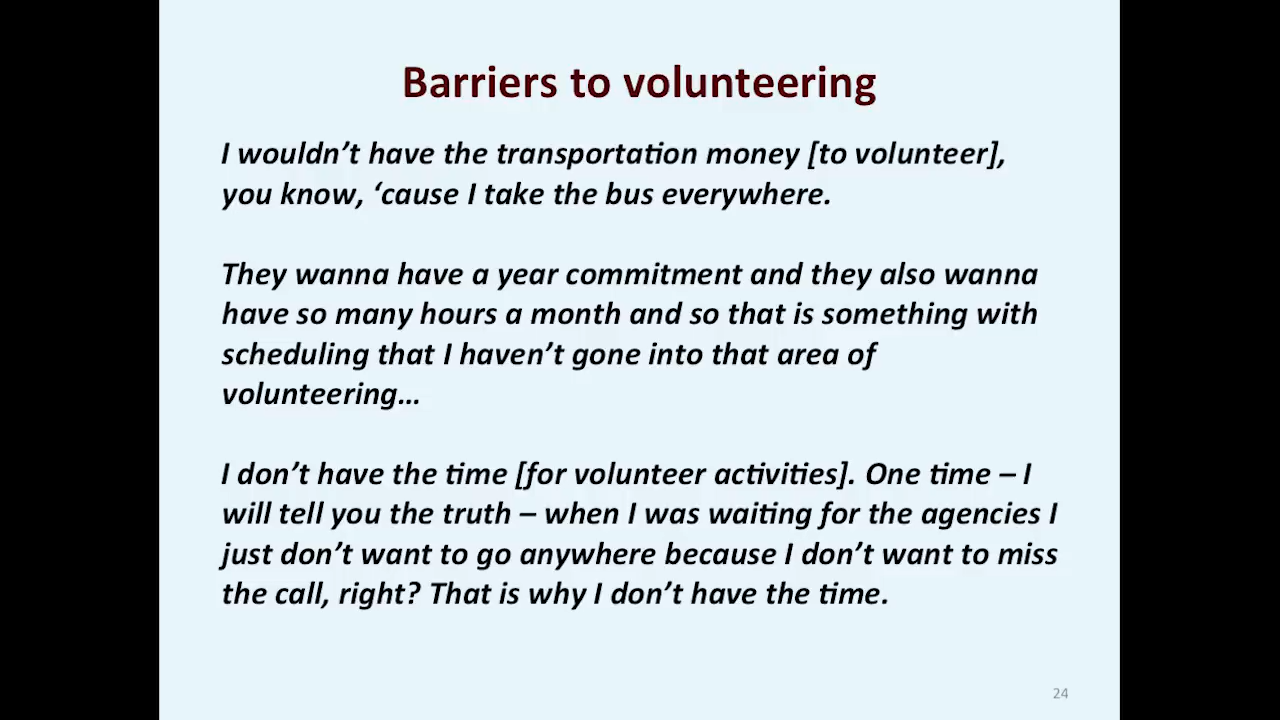 Barriers to volunteering
I wouldn’t have the transportation money [to volunteer],
you know, ‘cause I take the bus everywhere.
They wanna have a year commitment and they also wanna
have so many hours a month and so that is something with
scheduling that I haven’t gone into that area of
volunteering…
I don’t have the time [for volunteer activities]. One time – I
will tell you the truth – when I was waiting for the agencies I
just don’t want to go anywhere because I don’t want to miss
the call, right? That is why I don’t have the time.
24